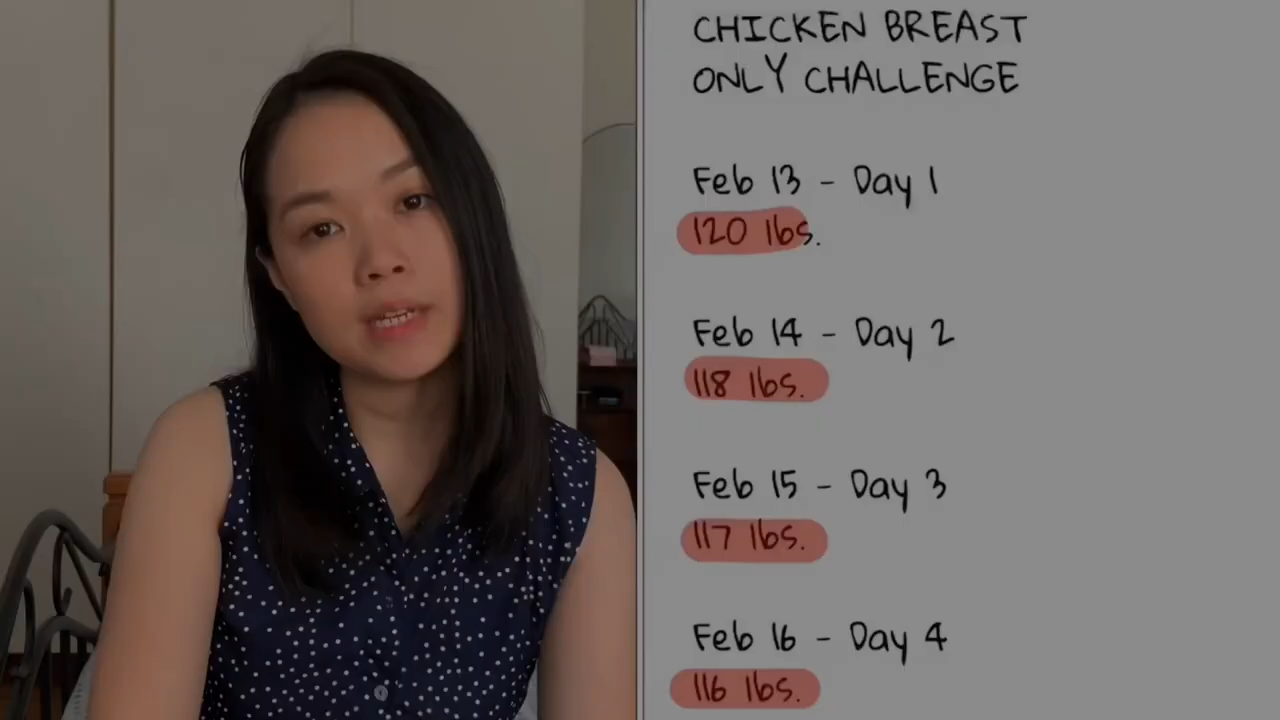 CHICKEN BREAST
ONLY CHALLENGE
Feb 13 - Day 1
120 lbs.
Feb 14 - Day 2
118 lbs.
Feb 15 - Day 3
117 lbs.
Feb 16 - Day 4
116 lbs.